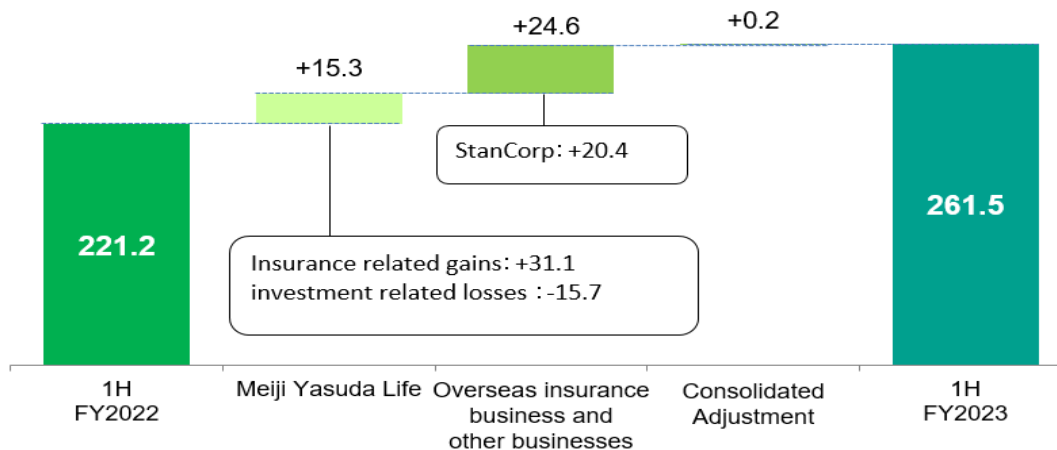 +24.6
+0.2
+15.3
StanCorp: +20.4
221.2
261.5
Insurance related gains: +31.1
investment related losses :-15.7
1H
FY2022
Meiji Yasuda Life
Overseas insurance
business and
other businesses
Consolidated
Adjustment
1H
FY2023